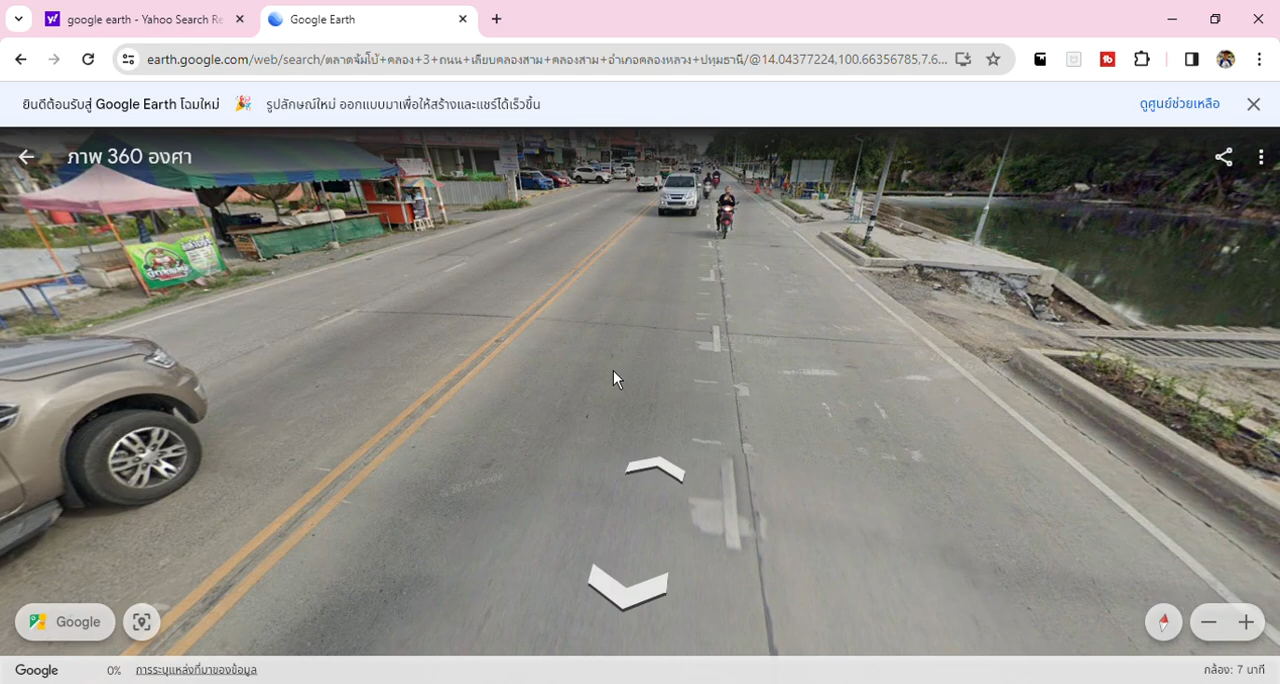 google earth - Yahoo Search Re
Google Earth
earth.google.com/web/search/ตลาดจัมโบ้+คลอง+3+ถนน+เลียบคลองสาม+คลองสาม+อำเภอคลองหลวง+ปทุมธานี/@14.04377224,100.66356785,7.6...
ยินดีต้อนรับสู่ Google Earth โฉมใหม่ 🎉 รูปลักษณ์ใหม่ ออกแบบมาเพื่อให้สร้างและแชร์ได้เร็วขึ้น
ดูศูนย์ช่วยเหลือ
ภาพ 360 องศา
Google
Google
0%
การระบุแหล่งที่มาของข้อมูล
กล้อง: 7 นาที